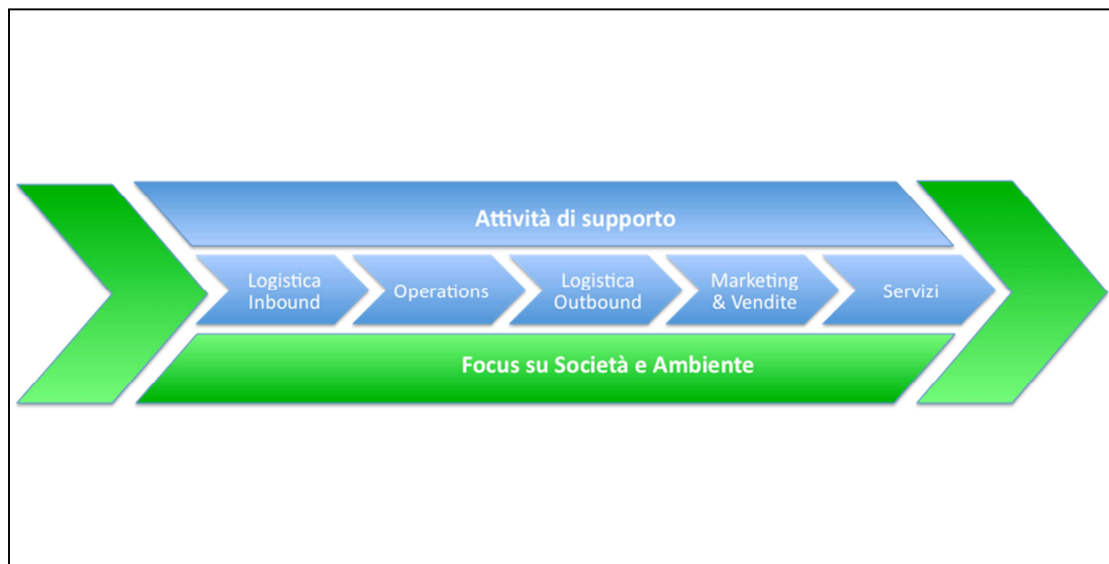 Attività di supporto
Logistica
Inbound
Operations
Logistica
Outbound
Marketing
& Vendite
Servizi
Focus su Società e Ambiente